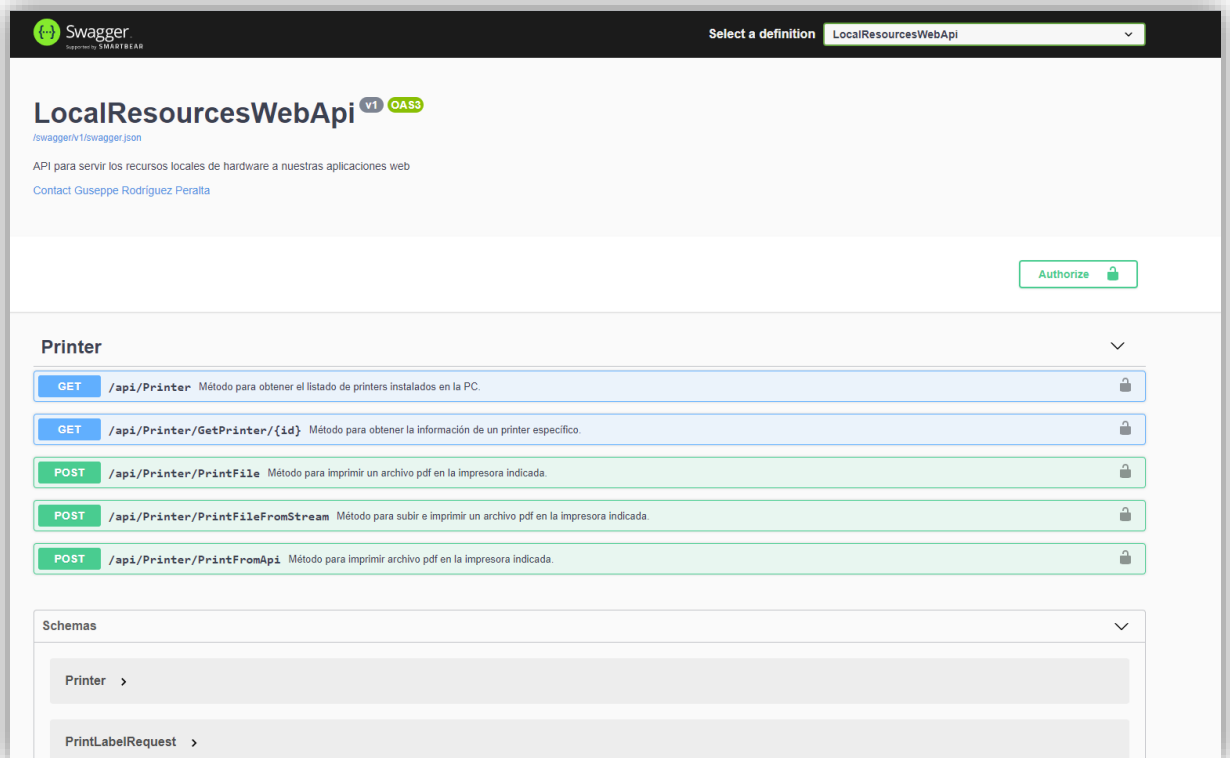 Swagger
Supported by SMARTBEAR
Select a definition LocalResourcesWebApi
LocalResourcesWebApi v1 OAS3
/swagger/v1/swagger.json
API para servir los recursos locales de hardware a nuestras aplicaciones web
Contact Guseppe Rodríguez Peralta
Authorize
Printer
GET /api/Printer Método para obtener el listado de printers instalados en la PC.
GET /api/Printer/GetPrinter/{id} Método para obtener la información de un printer específico.
POST /api/Printer/PrintFile Método para imprimir un archivo pdf en la impresora indicada.
POST /api/Printer/PrintFileFromStream Método para subir e imprimir un archivo pdf en la impresora indicada.
POST /api/Printer/PrintFromApi Método para imprimir archivo pdf en la impresora indicada.
Schemas
Printer
PrintLabelRequest